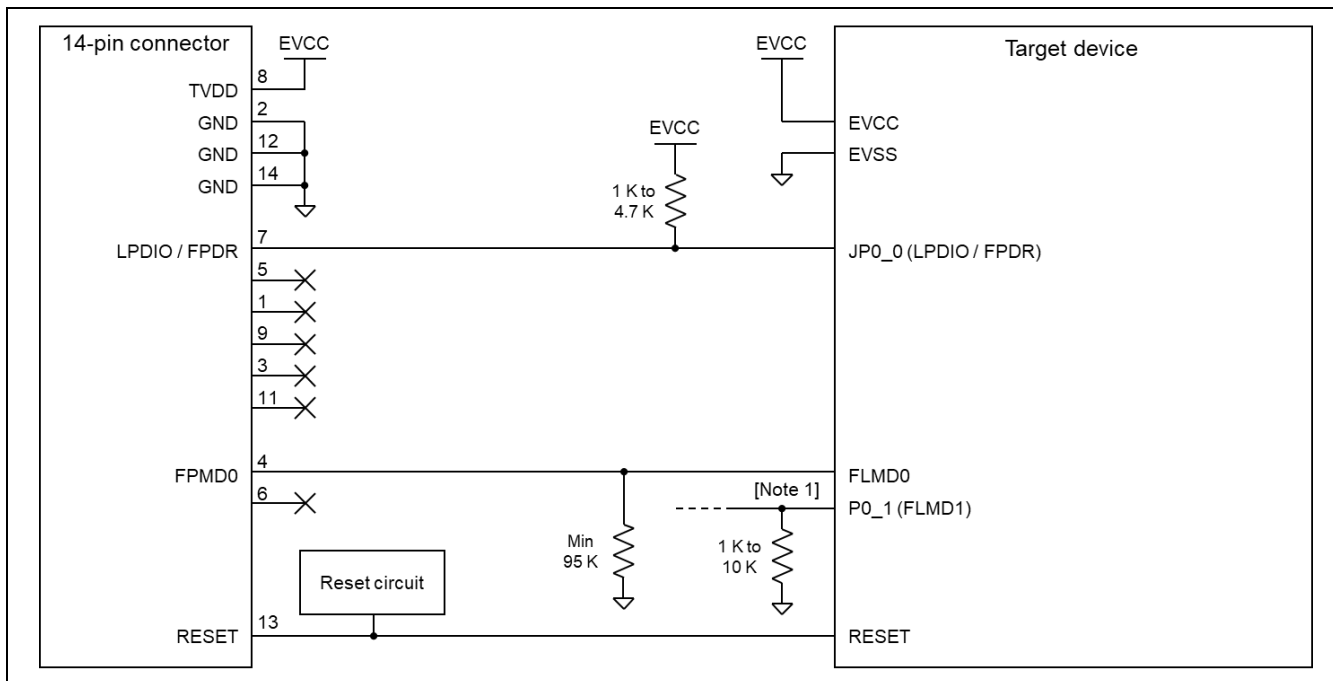 14-pin connector
EVCC
EVCC
Target device
8
TVDD
2
GND
EVCC
EVCC
12
GND
EVSS
14
GND
1 K to
4.7 K
7
LPDIO / FPDR
JP0_0 (LPDIO / FPDR)
5
1
9
3
11
4
FPMD0
FLMD0
6
[Note 1]
P0_1 (FLMD1)
Min
95 K
1 K to
10 K
Reset circuit
13
RESET
RESET